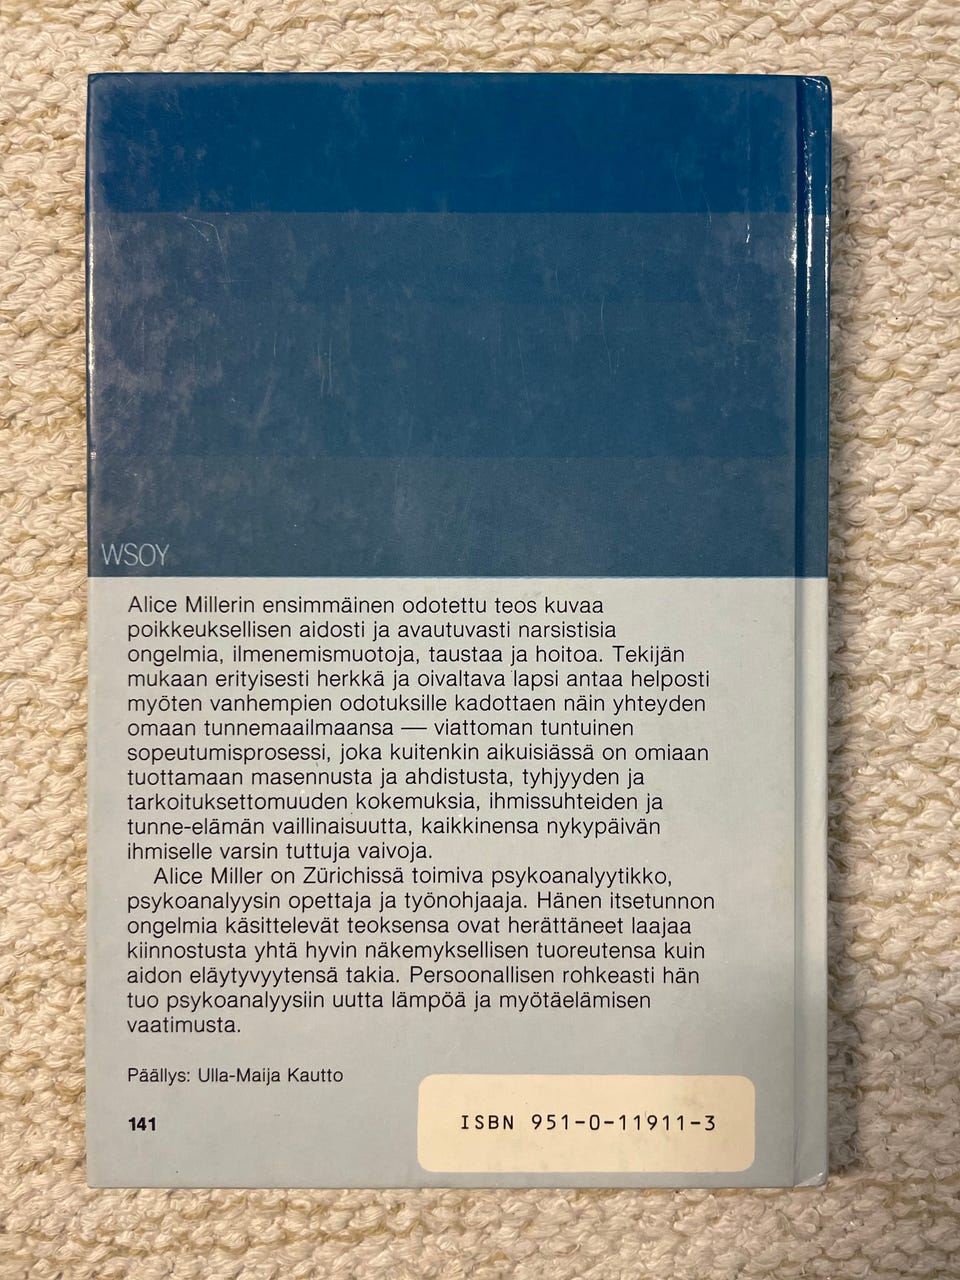 WSOY
Alice Millerin ensimmäinen odotettu teos kuvaa
poikkeuksellisen aidosti ja avautuvasti narsistisia
ongelmia, ilmenemismuotoja, taustaa ja hoitoa. Tekijän
mukaan erityisesti herkkä ja oivaltava lapsi antaa helposti
myöten vanhempien odotuksille kadottaen näin yhteyden
omaan tunnemaailmaansa — viattoman tuntuinen
sopeutumisprosessi, joka kuitenkin aikuisiässä on omiaan
tuottamaan masennusta ja ahdistusta, tyhjyyden ja
tarkoituksettomuuden kokemuksia, ihmissuhteiden ja
tunne-elämän vaillinaisuutta, kaikkinensa nykypäivän
ihmiselle varsin tuttuja vaivoja.
Alice Miller on Zürichissä toimiva psykoanalyytikko,
psykoanalyysin opettaja ja työnohjaaja. Hänen itsetunnon
ongelmia käsittelevät teoksensa ovat herättäneet laajaa
kiinnostusta yhtä hyvin näkemyksellisen tuoreutensa kuin
aidon eläytyvyytensä takia. Persoonallisen rohkeasti hän
tuo psykoanalyysiin uutta lämpöä ja myötäelämisen
vaatimusta.
Päällys: Ulla-Maija Kautto
141
ISBN 951-0-11911-3